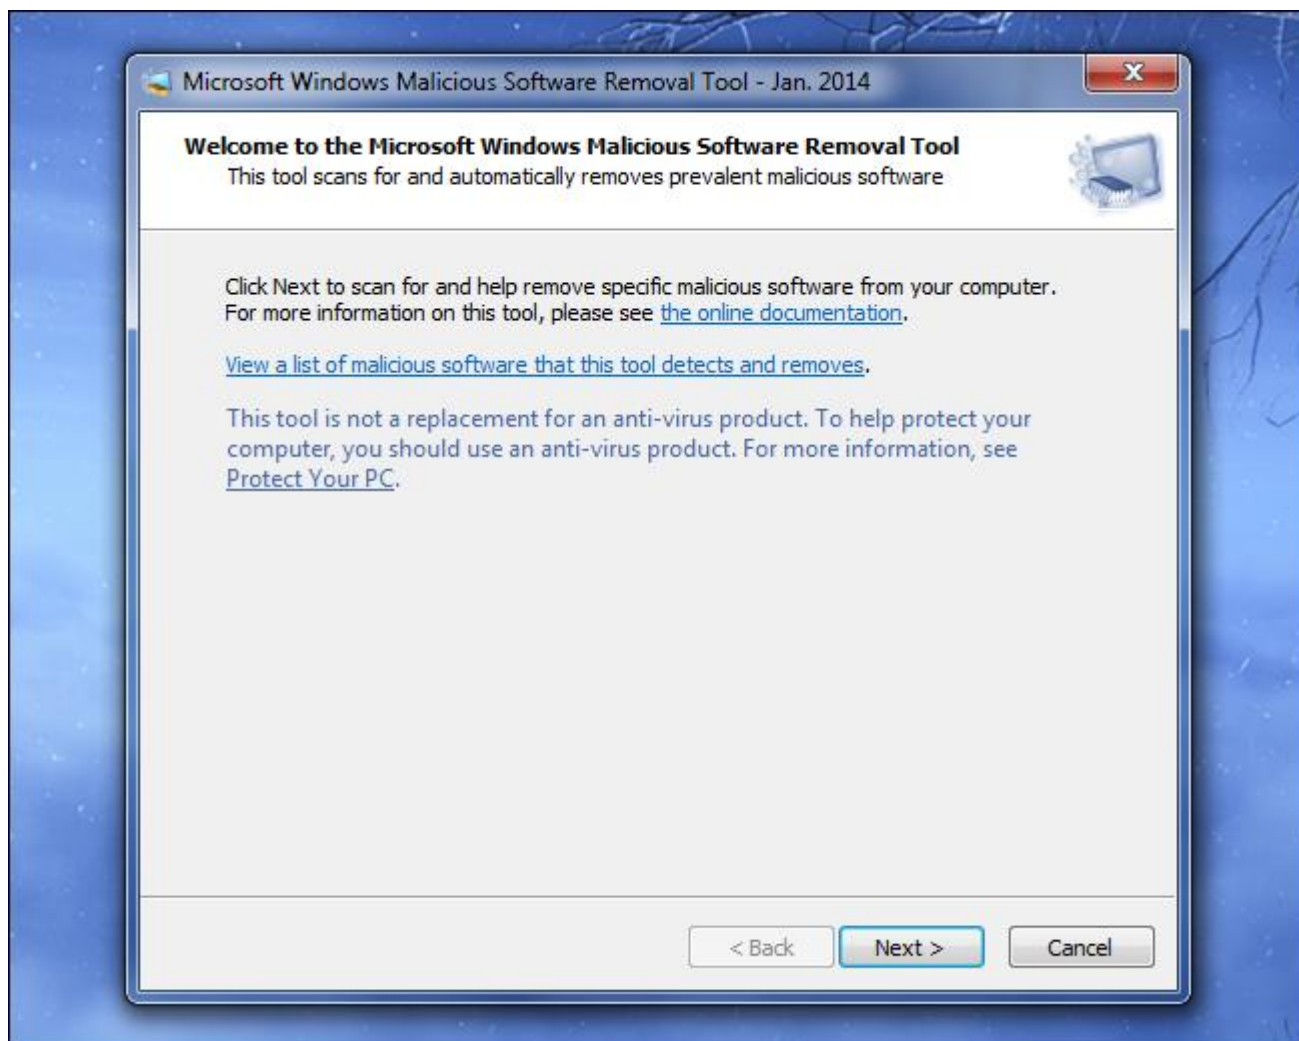 Microsoft Windows Malicious Software Removal Tool - Jan. 2014
Welcome to the Microsoft Windows Malicious Software Removal Tool
This tool scans for and automatically removes prevalent malicious software
Click Next to scan for and help remove specific malicious software from your computer.
For more information on this tool, please see the online documentation.
View a list of malicious software that this tool detects and removes.
This tool is not a replacement for an anti-virus product. To help protect your
computer, you should use an anti-virus product. For more information, see
Protect Your PC.
< Back Next > Cancel